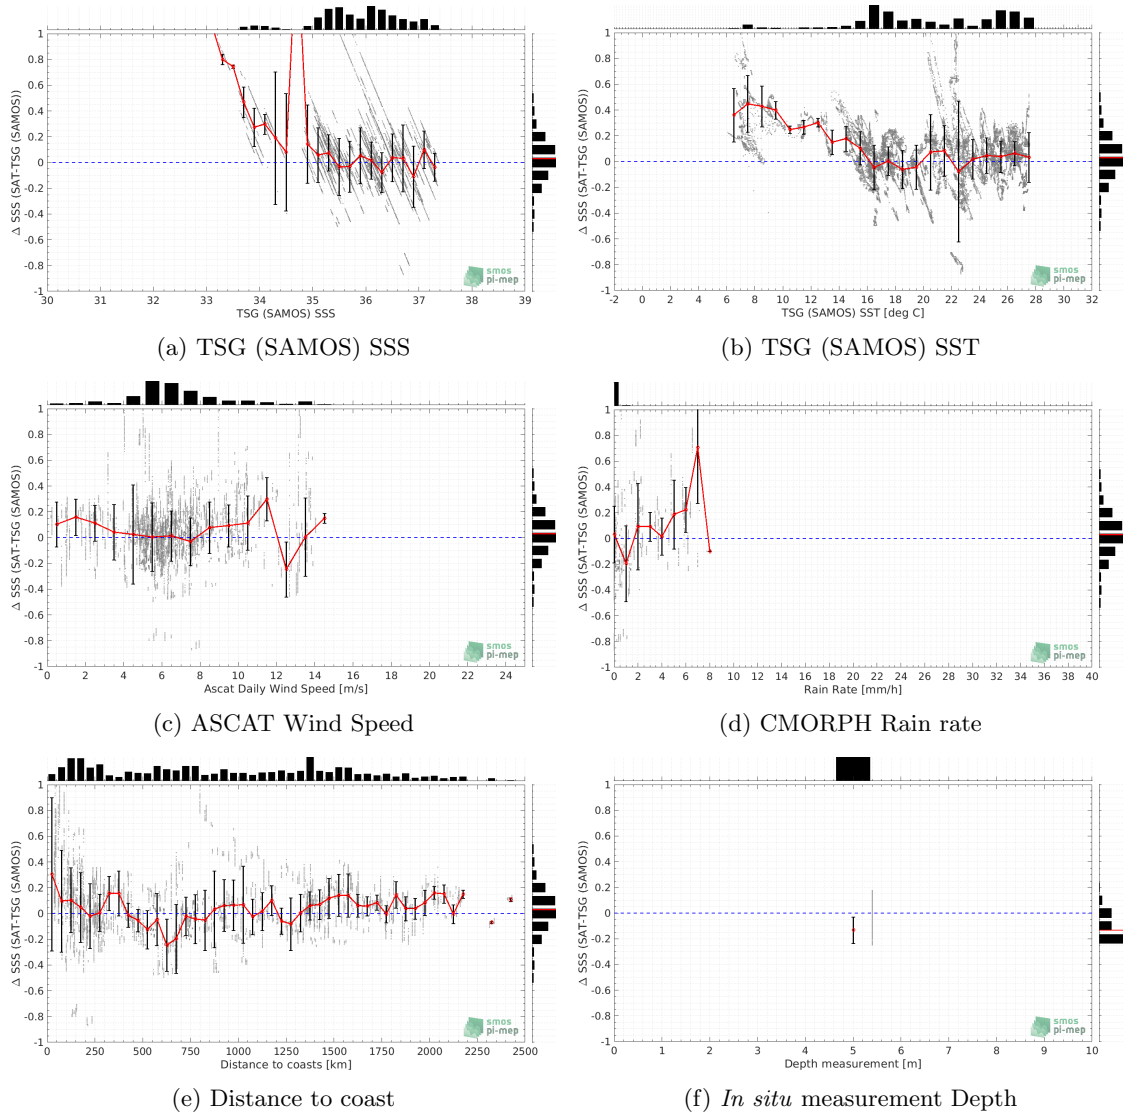 Δ SSS (SAT-TSG (SAMOS))
1
0.8
0.6
0.4
0.2
0
-0.2
-0.4
-0.6
-0.8
-1
30 31 32 33 34 35 36 37 38 39
TSG (SAMOS) SSS
smos
pi-mep
(a) TSG (SAMOS) SSS
Δ SSS (SAT-TSG (SAMOS))
1
0.8
0.6
0.4
0.2
0
-0.2
-0.4
-0.6
-0.8
-1
-2 0 2 4 6 8 10 12 14 16 18 20 22 24 26 28 30 32
TSG (SAMOS) SST [deg C]
smos
pi-mep
(b) TSG (SAMOS) SST
Δ SSS (SAT-TSG (SAMOS))
1
0.8
0.6
0.4
0.2
0
-0.2
-0.4
-0.6
-0.8
-1
0 2 4 6 8 10 12 14 16 18 20 22 24
Ascat Daily Wind Speed [m/s]
smos
pi-mep
(c) ASCAT Wind Speed
Δ SSS (SAT-TSG (SAMOS))
1
0.8
0.6
0.4
0.2
0
-0.2
-0.4
-0.6
-0.8
-1
0 2 4 6 8 10 12 14 16 18 20 22 24 26 28 30 32 34 36 38 40
Rain Rate [mm/h]
smos
pi-mep
(d) CMORPH Rain rate
Δ SSS (SAT-TSG (SAMOS))
1
0.8
0.6
0.4
0.2
0
-0.2
-0.4
-0.6
-0.8
-1
0 250 500 750 1000 1250 1500 1750 2000 2250 2500
Distance to coasts [km]
smos
pi-mep
(e) Distance to coast
Δ SSS (SAT-TSG (SAMOS))
1
0.8
0.6
0.4
0.2
0
-0.2
-0.4
-0.6
-0.8
-1
0 1 2 3 4 5 6 7 8 9 10
Depth measurement [m]
smos
pi-mep
(f) In situ measurement Depth